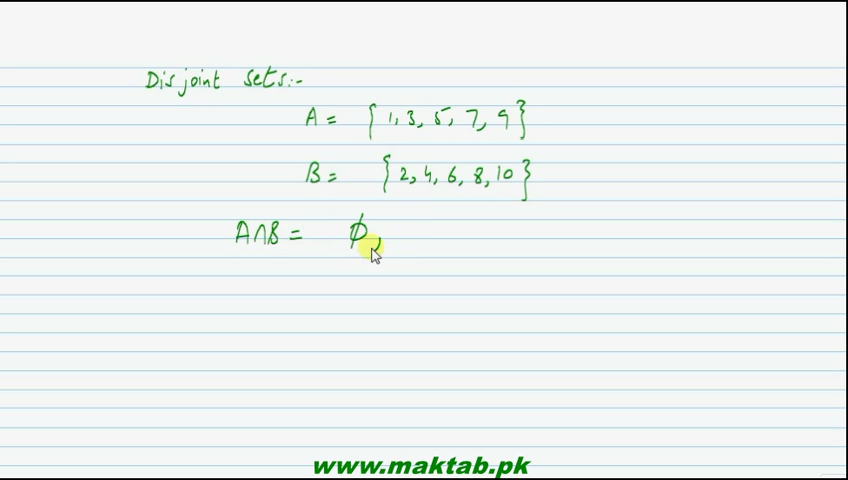 Disjoint sets:-
A = { 1, 3, 5, 7, 9 }
B = { 2, 4, 6, 8, 10 }
A∩B = ϕ,
www.maktab.pk